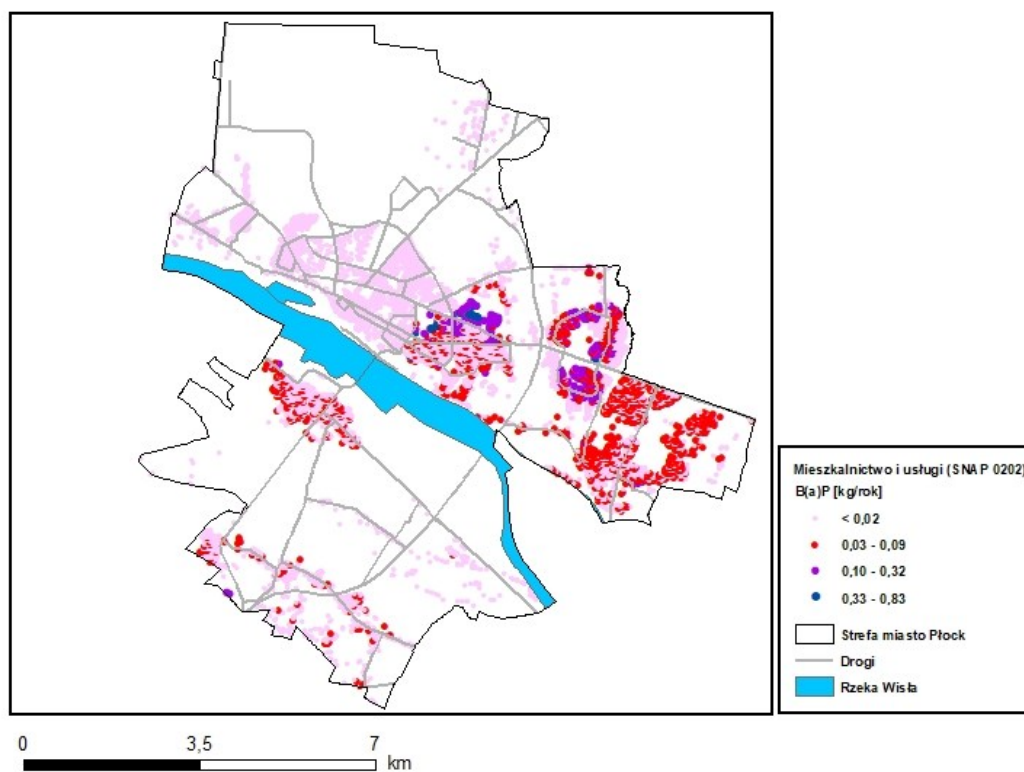 Mieszkalnictwo i usługi (SNAP 0202)
B(a)P [kg/rok]
< 0,02
0,03 - 0,09
0,10 - 0,32
0,33 - 0,83
Strefa miasto Płock
Drogi
Rzeka Wisła
0 3,5 7
km